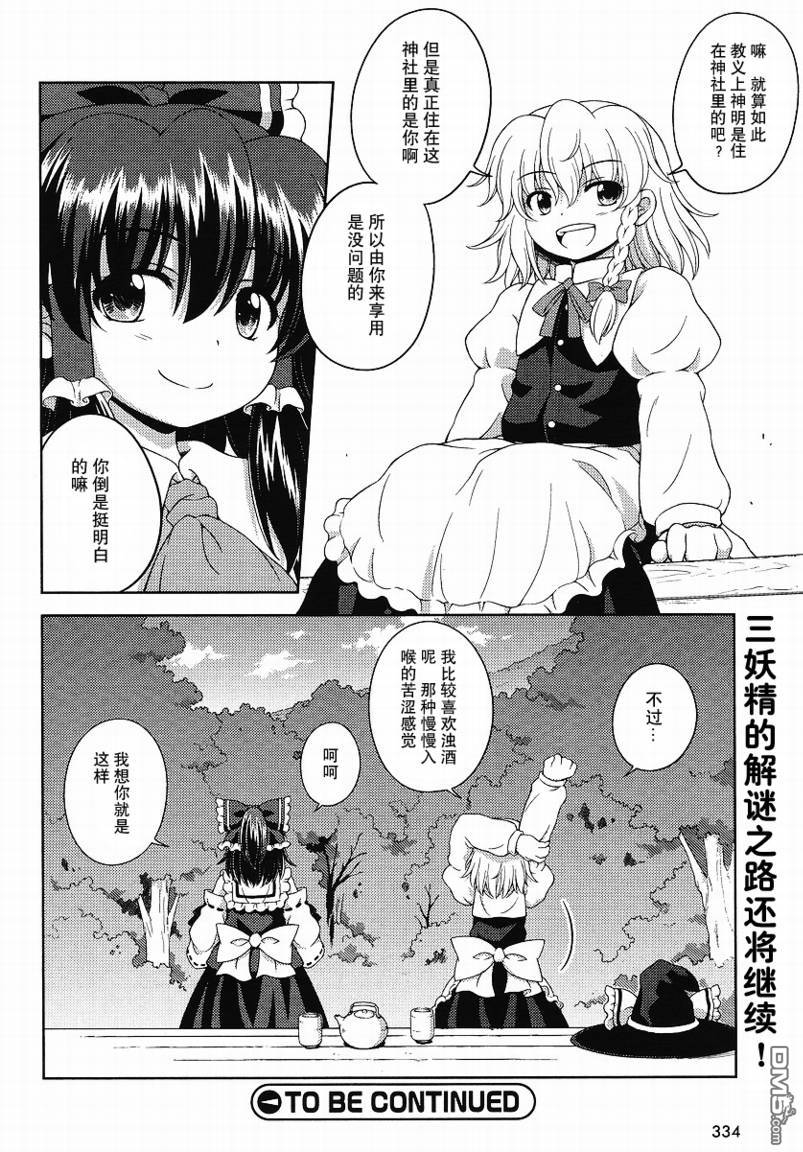 嘛 就算如此
教义上神明是住
在神社里的吧？
但是真正住在这
神社里的是你啊
所以由你来享用
是没问题的
你倒是挺明白
的嘛
不过…
我比较喜欢浊酒
呢 那种慢慢入
喉的苦涩感觉
呵呵
我想你就是
这样
三妖精的解谜之路还将继续！
TO BE CONTINUED
334
DM5.com